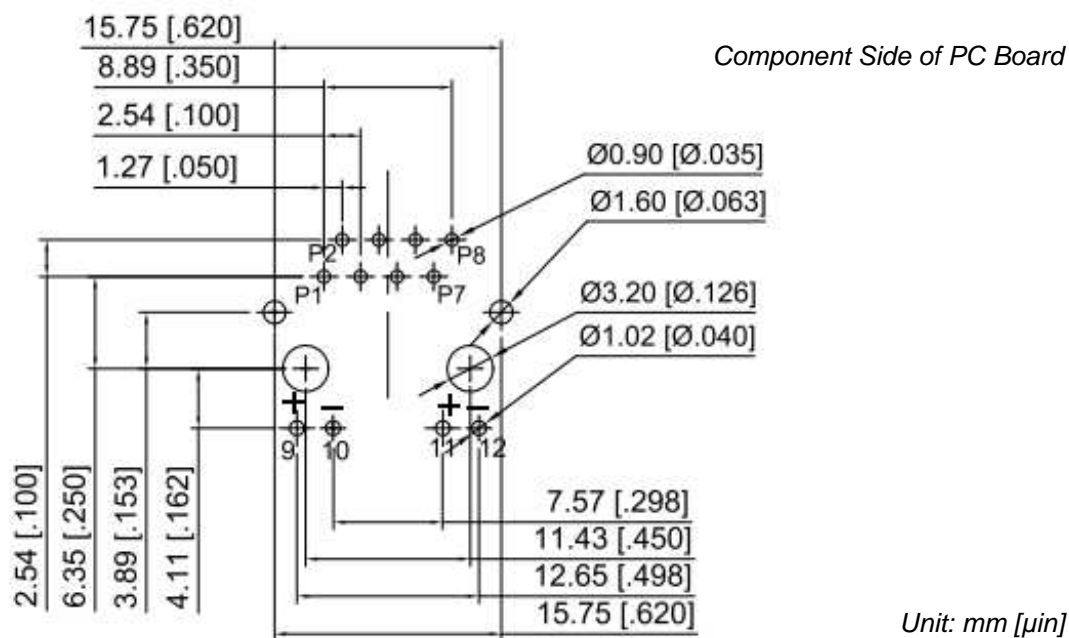 15.75 [.620]
Component Side of PC Board
8.89 [.350]
2.54 [.100]
1.27 [.050]
Ø0.90 [Ø.035]
Ø1.60 [Ø.063]
P2
P8
P1
P7
Ø3.20 [Ø.126]
Ø1.02 [Ø.040]
+ − + −
9 10 11 12
2.54 [.100]
6.35 [.250]
3.89 [.153]
4.11 [.162]
7.57 [.298]
11.43 [.450]
12.65 [.498]
15.75 [.620]
Unit: mm [µin]